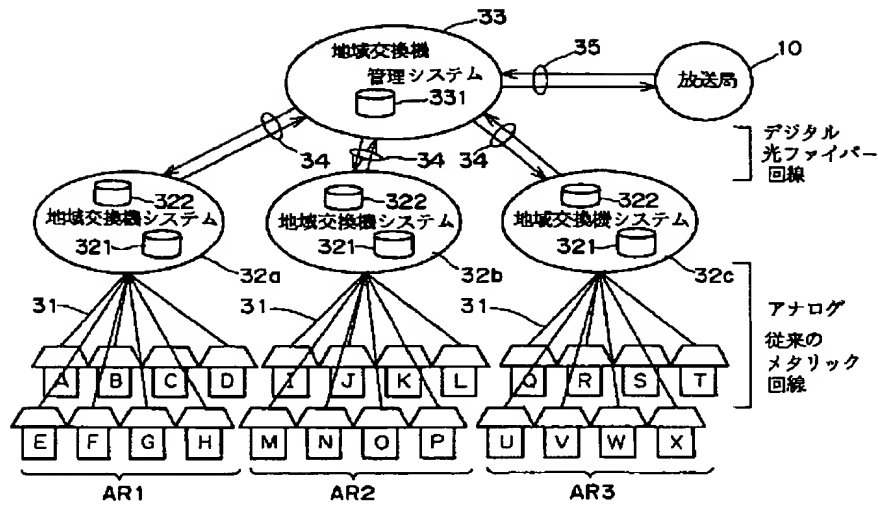 33
35
10
地域交換機
管理システム
331
放送局
34
34
34
デジタル
光ファイバー
回線
322
地域交換機システム
321
32a
322
地域交換機システム
321
32b
322
地域交換機システム
321
32c
31
31
31
アナログ
従来の
メタリック
回線
A B C D
I J K L
Q R S T
E F G H
M N O P
U V W X
AR1
AR2
AR3